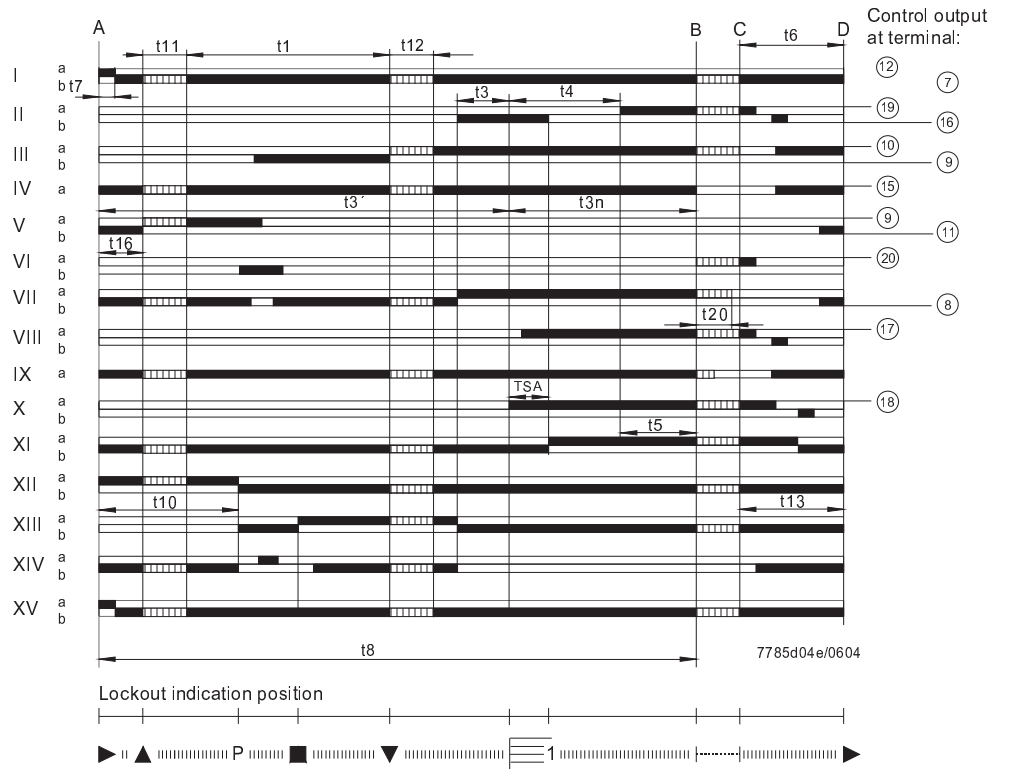 Control output
at terminal:
A B C D
t11 t1 t12 t6
I a b 12 7
t7
t3 t4
II a b 19 16
III a b 10 9
IV a 15
t3´ t3n
V a b 9 11
t16
VI a b 20
VII a b 8
t20
VIII a b 17
IX a
TSA
X a b 18
t5
XI a b
XII a b
t10 t13
XIII a b
XIV a b
XV a b
t8
7785d04e/0604
Lockout indication position
P 1